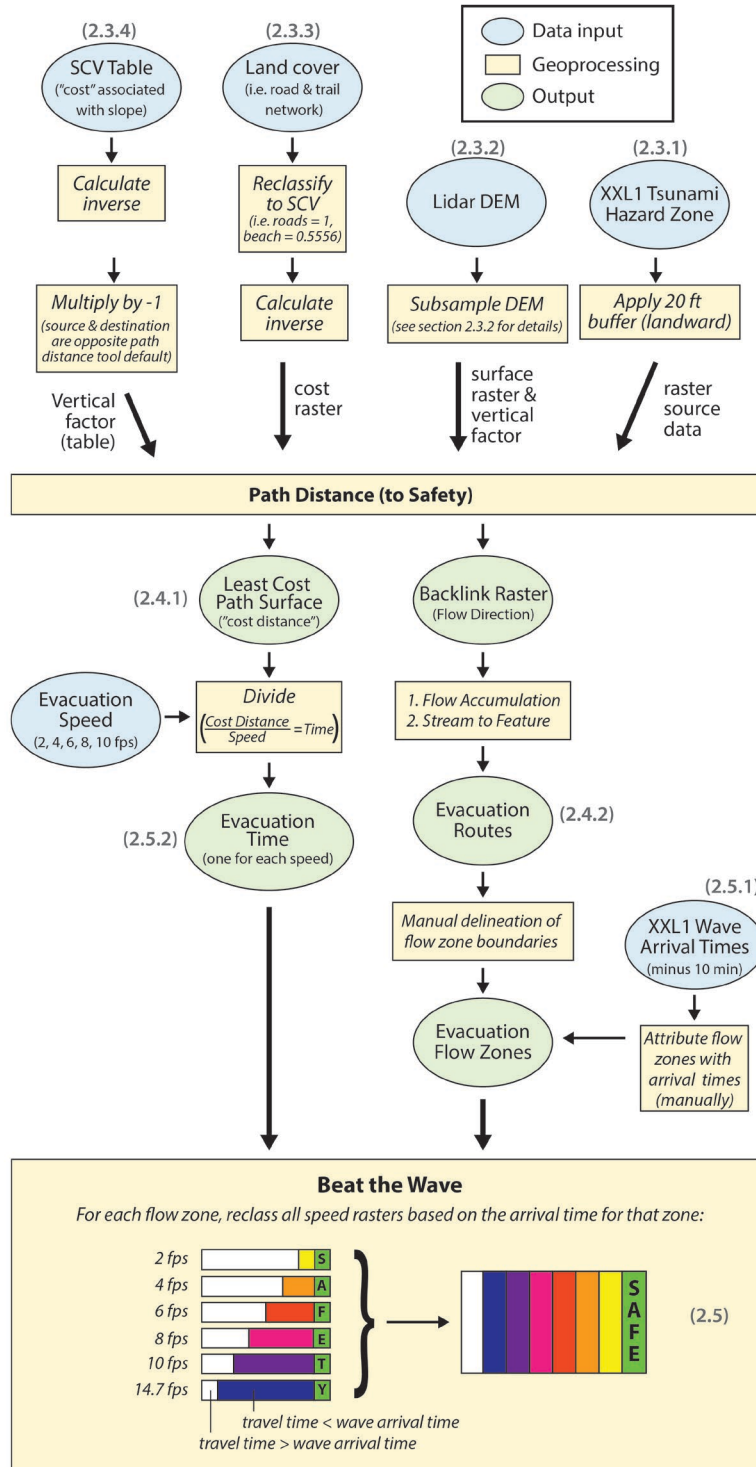 (2.3.4)
SCV Table
("cost" associated
with slope)
Calculate
inverse
Multiply by -1
(source & destination
are opposite path
distance tool default)
Vertical
factor
(table)
(2.3.3)
Land cover
(i.e. road & trail
network)
Reclassify
to SCV
(i.e. roads = 1,
beach = 0.5556)
Calculate
inverse
cost
raster
Data input
Geoprocessing
Output
(2.3.2)
Lidar DEM
Subsample DEM
(see section 2.3.2 for details)
surface
raster &
vertical
factor
(2.3.1)
XXL1 Tsunami
Hazard Zone
Apply 20 ft
buffer (landward)
raster
source
data
Path Distance (to Safety)
(2.4.1)
Least Cost
Path Surface
("cost distance")
Evacuation
Speed
(2, 4, 6, 8, 10 fps)
Divide
(Cost Distance
Speed
=Time)
(2.5.2)
Evacuation
Time
(one for each speed)
Backlink Raster
(Flow Direction)
1. Flow Accumulation
2. Stream to Feature
Evacuation
Routes
(2.4.2)
Manual delineation of
flow zone boundaries
Evacuation
Flow Zones
(2.5.1)
XXL1 Wave
Arrival Times
(minus 10 min)
Attribute flow
zones with
arrival times
(manually)
Beat the Wave
For each flow zone, reclass all speed rasters based on the arrival time for that zone:
2 fps S
4 fps A
6 fps F
8 fps E
10 fps T
14.7 fps Y
travel time < wave arrival time
travel time > wave arrival time
S
A
F
E
(2.5)